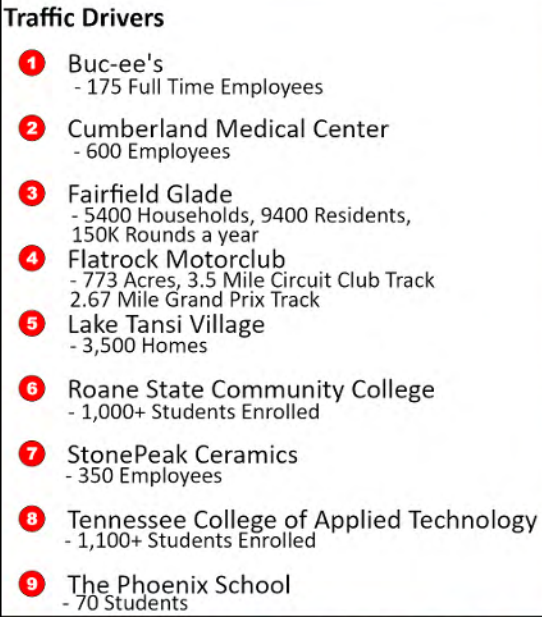 Traffic Drivers
1 Buc-ee's
- 175 Full Time Employees
2 Cumberland Medical Center
- 600 Employees
3 Fairfield Glade
- 5400 Households, 9400 Residents,
150K Rounds a year
4 Flatrock Motorclub
- 773 Acres, 3.5 Mile Circuit Club Track
2.67 Mile Grand Prix Track
5 Lake Tansi Village
- 3,500 Homes
6 Roane State Community College
- 1,000+ Students Enrolled
7 StonePeak Ceramics
- 350 Employees
8 Tennessee College of Applied Technology
- 1,100+ Students Enrolled
9 The Phoenix School
- 70 Students